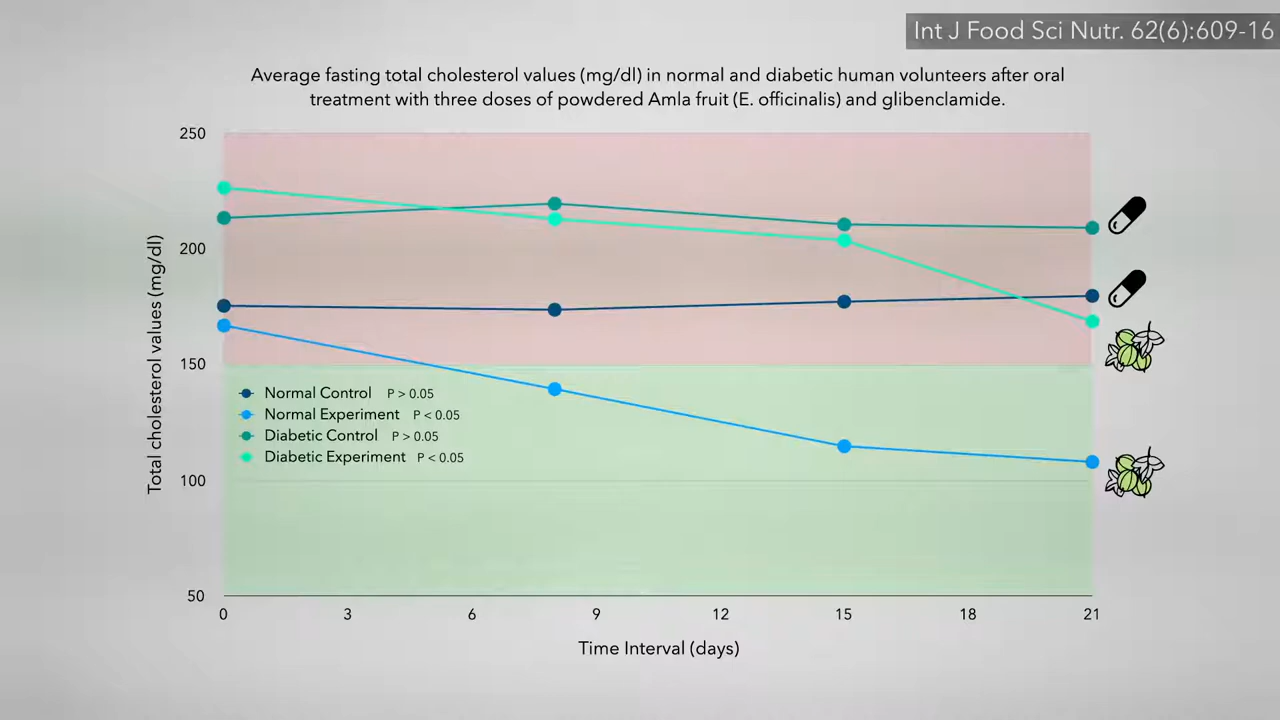 Int J Food Sci Nutr. 62(6):609-16
Average fasting total cholesterol values (mg/dl) in normal and diabetic human volunteers after oral
treatment with three doses of powdered Amla fruit (E. officinalis) and glibenclamide.
250
200
150
100
50
Total cholesterol values (mg/dl)
Normal Control P > 0.05
Normal Experiment P < 0.05
Diabetic Control P > 0.05
Diabetic Experiment P < 0.05
0 3 6 9 12 15 18 21
Time Interval (days)